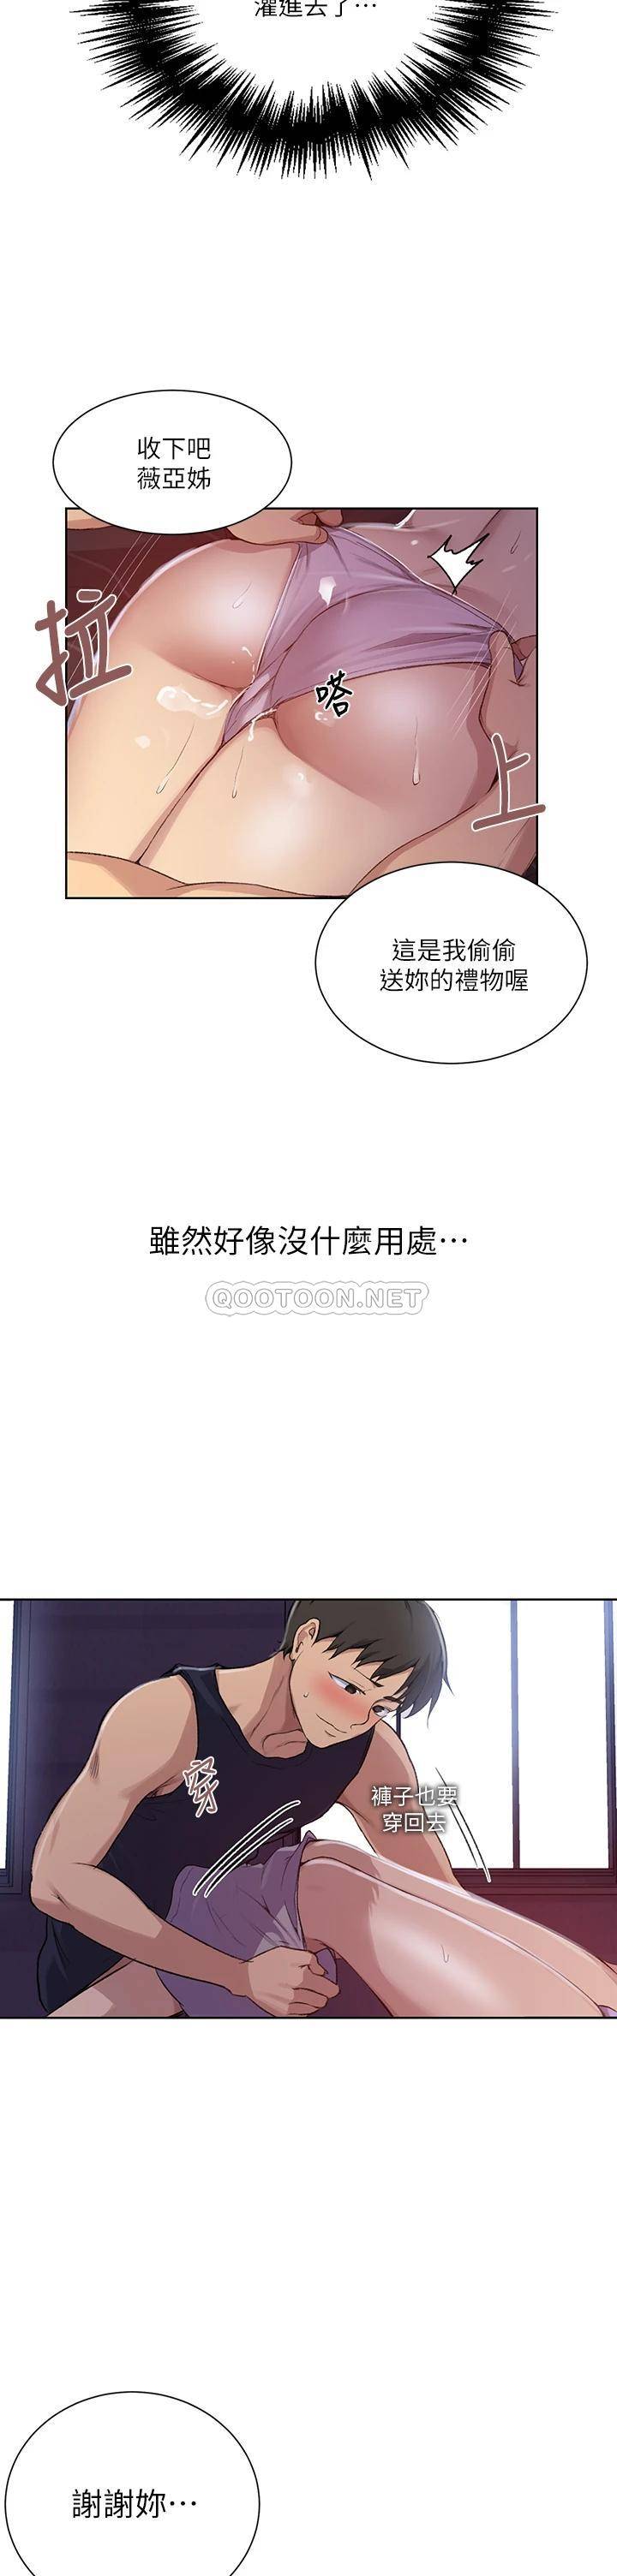 灌進去了…
收下吧
薇亞姊
拉
嗒
上
這是我偷偷
送妳的禮物喔
雖然好像沒什麼用處…
QOOTOON.NET
穿
褲子也要
穿回去
謝謝妳…